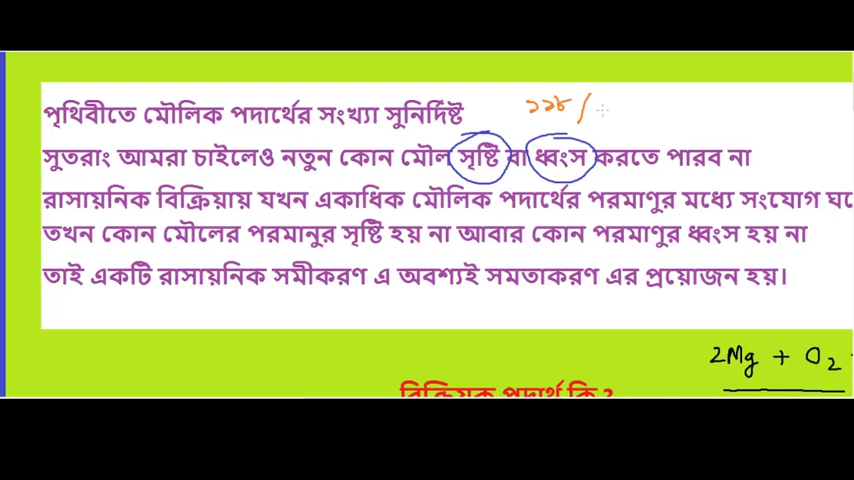 পৃথিবীতে মৌলিক পদার্থের সংখ্যা সুনির্দিষ্ট ১১৮ /
সুতরাং আমরা চাইলেও নতুন কোন মৌল সৃষ্টি বা ধ্বংস করতে পারব না
রাসায়নিক বিক্রিয়ায় যখন একাধিক মৌলিক পদার্থের পরমাণুর মধ্যে সংযোগ
তখন কোন মৌলের পরমানুর সৃষ্টি হয় না আবার কোন পরমাণুর ধ্বংস হয় না
তাই একটি রাসায়নিক সমীকরণ এ অবশ্যই সমতাকরণ এর প্রয়োজন হয়।
2Mg + O2
বিক্রিয়ক পদার্থ কি ?